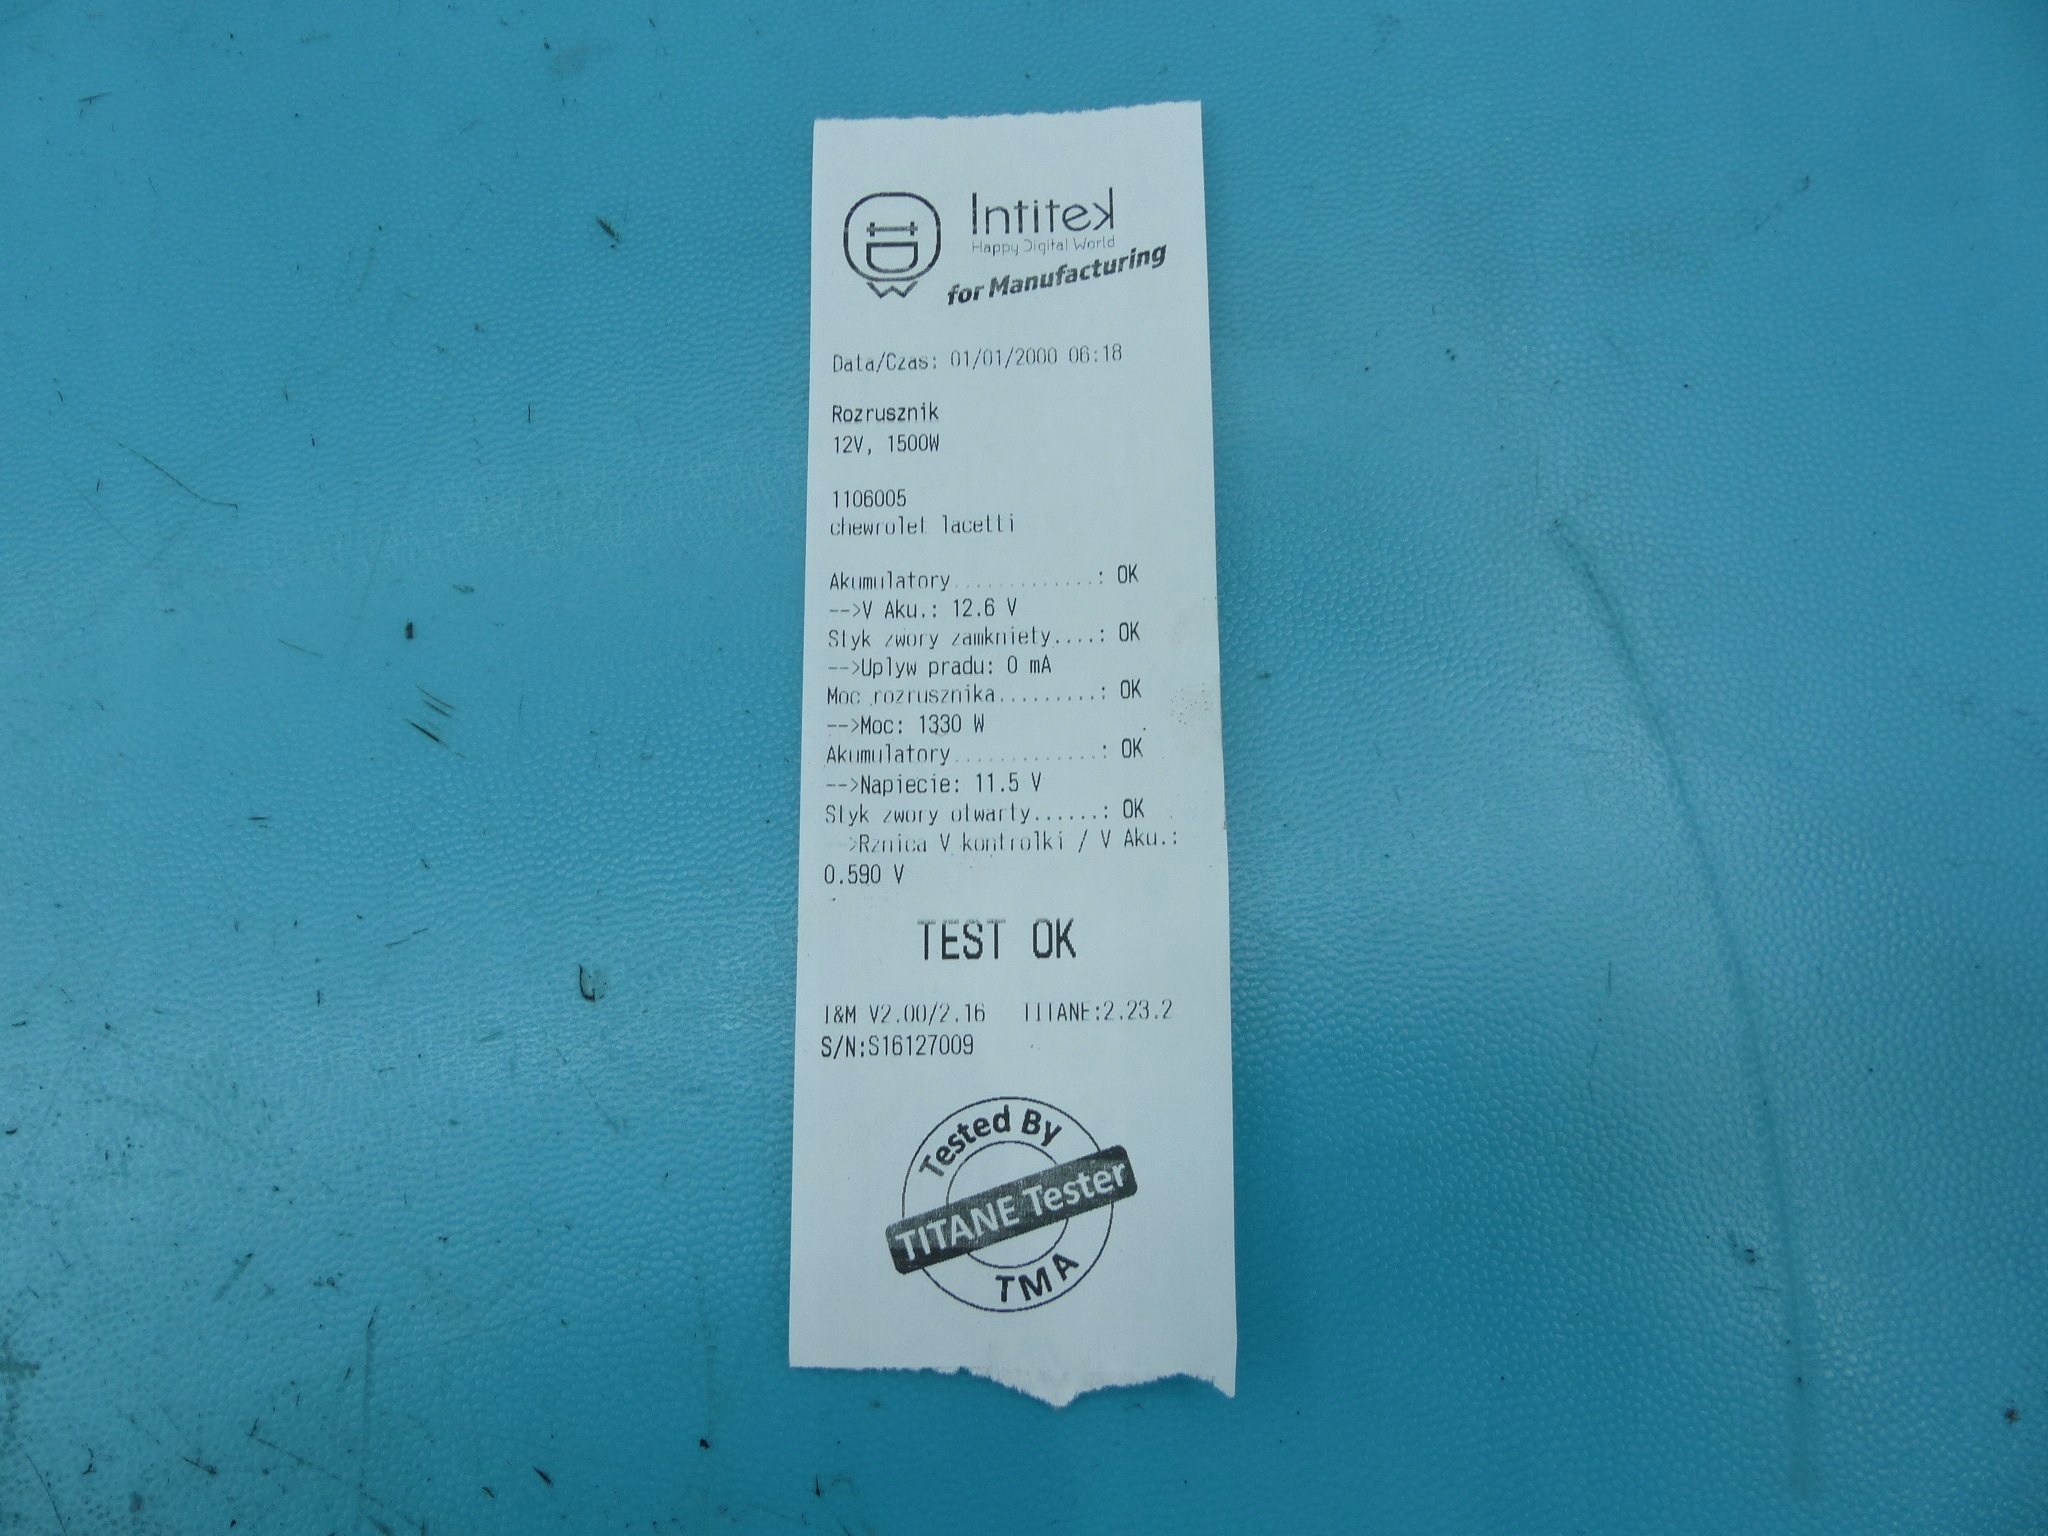 Intitek
Happy Digital World
for Manufacturing
Data/Czas: 01/01/2000 06:18
Rozrusznik
12V, 1500W
1106005
chewrolet lacetti
Akumulatory.............: OK
-->V Aku.: 12.6 V
Styk zwory zamkniety....: OK
-->Uplyw pradu: 0 mA
Moc rozrusznika.........: OK
-->Moc: 1330 W
Akumulatory.............: OK
-->Napiecie: 11.5 V
Styk zwory otwarty......: OK
-->Rznica V kontrolki / V Aku.:
0.590 V
TEST OK
I&M V2.00/2.16 TITANE:2.23.2
S/N:S16127009
Tested By
TITANE Tester
TMA